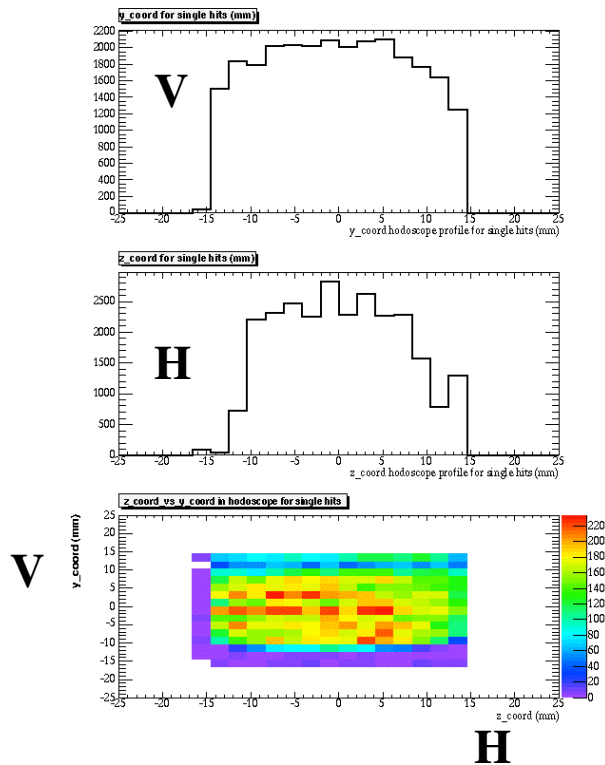 y_coord for single hits (mm)
2200
2000
1800
1600
1400
1200
1000
800
600
400
200
0
V
-25 -20 -15 -10 -5 0 5 10 15 20 25
y_coord hodoscope profile for single hits (mm)
z_coord for single hits (mm)
2500
2000
1500
1000
500
0
H
-25 -20 -15 -10 -5 0 5 10 15 20 25
z_coord hodoscope profile for single hits (mm)
z_coord_vs_y_coord in hodoscope for single hits
V
y_coord (mm)
25
20
15
10
5
0
-5
-10
-15
-20
-25
220
200
180
160
140
120
100
80
60
40
20
0
-25 -20 -15 -10 -5 0 5 10 15 20 25
z_coord (mm)
H